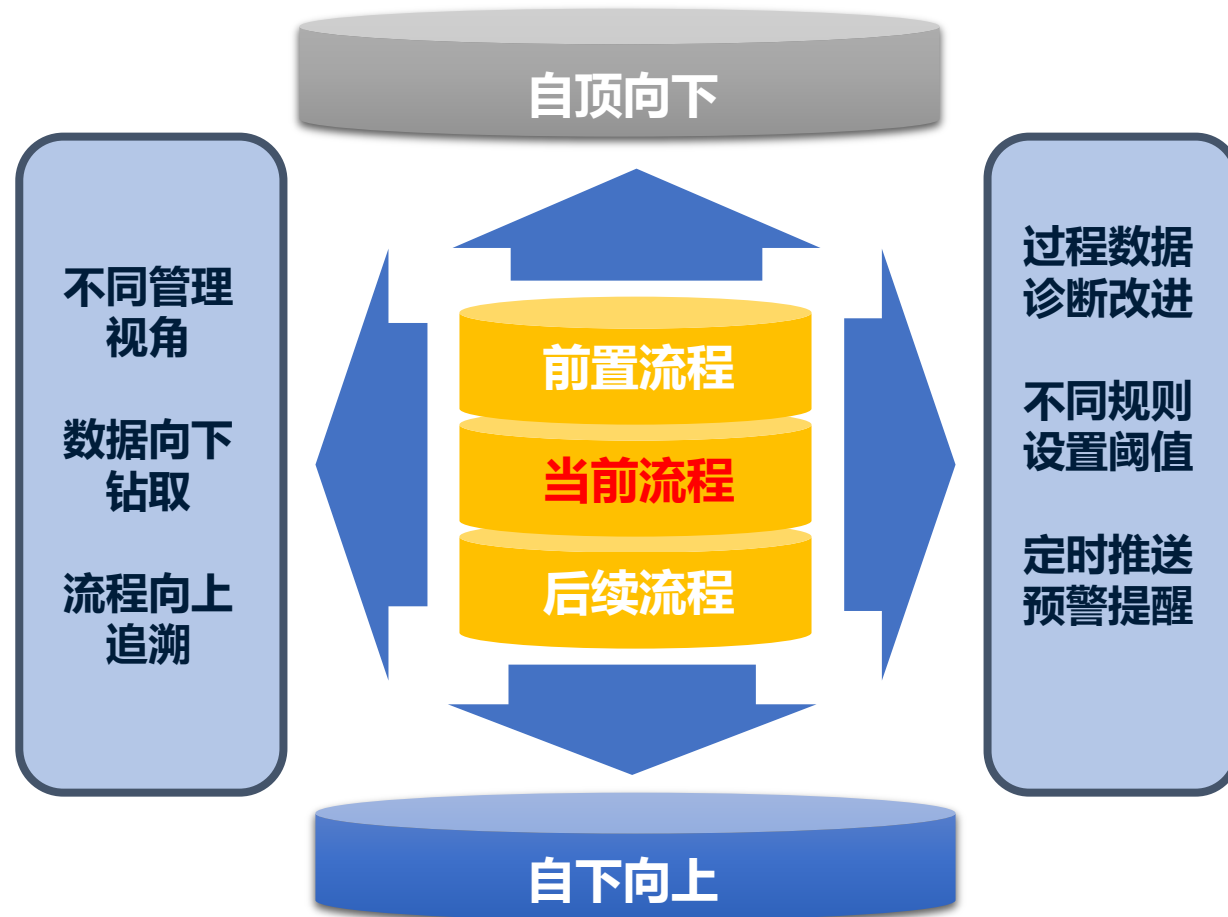 自顶向下
不同管理
视角
数据向下
钻取
流程向上
追溯
前置流程
当前流程
后续流程
过程数据
诊断改进
不同规则
设置阈值
定时推送
预警提醒
自下向上